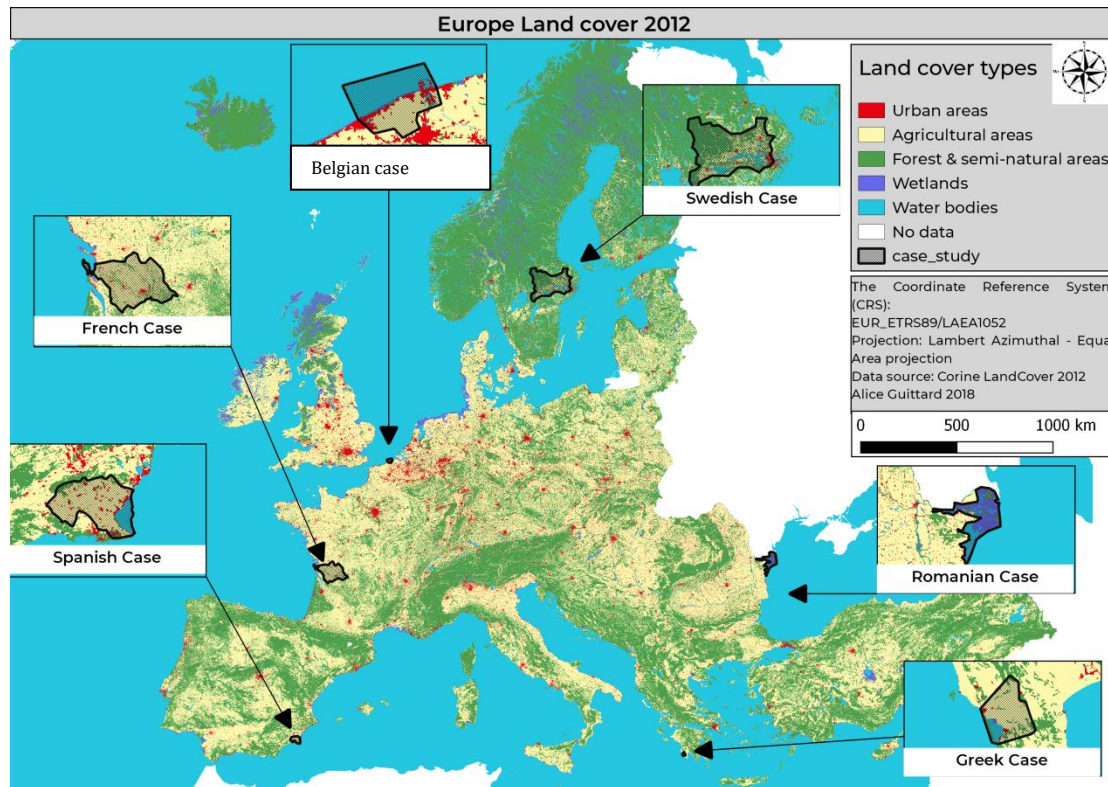 Europe Land cover 2012
Belgian case
Swedish Case
French Case
Spanish Case
Romanian Case
Greek Case
Land cover types
Urban areas
Agricultural areas
Forest & semi-natural areas
Wetlands
Water bodies
No data
case_study
The Coordinate Reference System
(CRS):
EUR_ETRS89/LAEA1052
Projection: Lambert Azimuthal - Equa
Area projection
Data source: Corine LandCover 2012
Alice Guittard 2018
0 500 1000 km